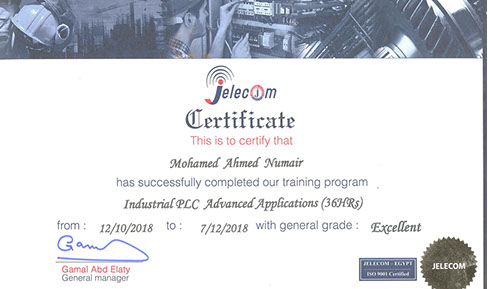 Jelecom
Certificate
This is to certify that
Mohamed Ahmed Numair
has successfully completed our training program
Industrial PLC Advanced Applications (36HRs)
from : 12/10/2018 to : 7/12/2018 with general grade : Excellent
Gamal Abd Elaty
General manager
JELECOM - EGYPT
ISO 9001 Certified
JELECOM